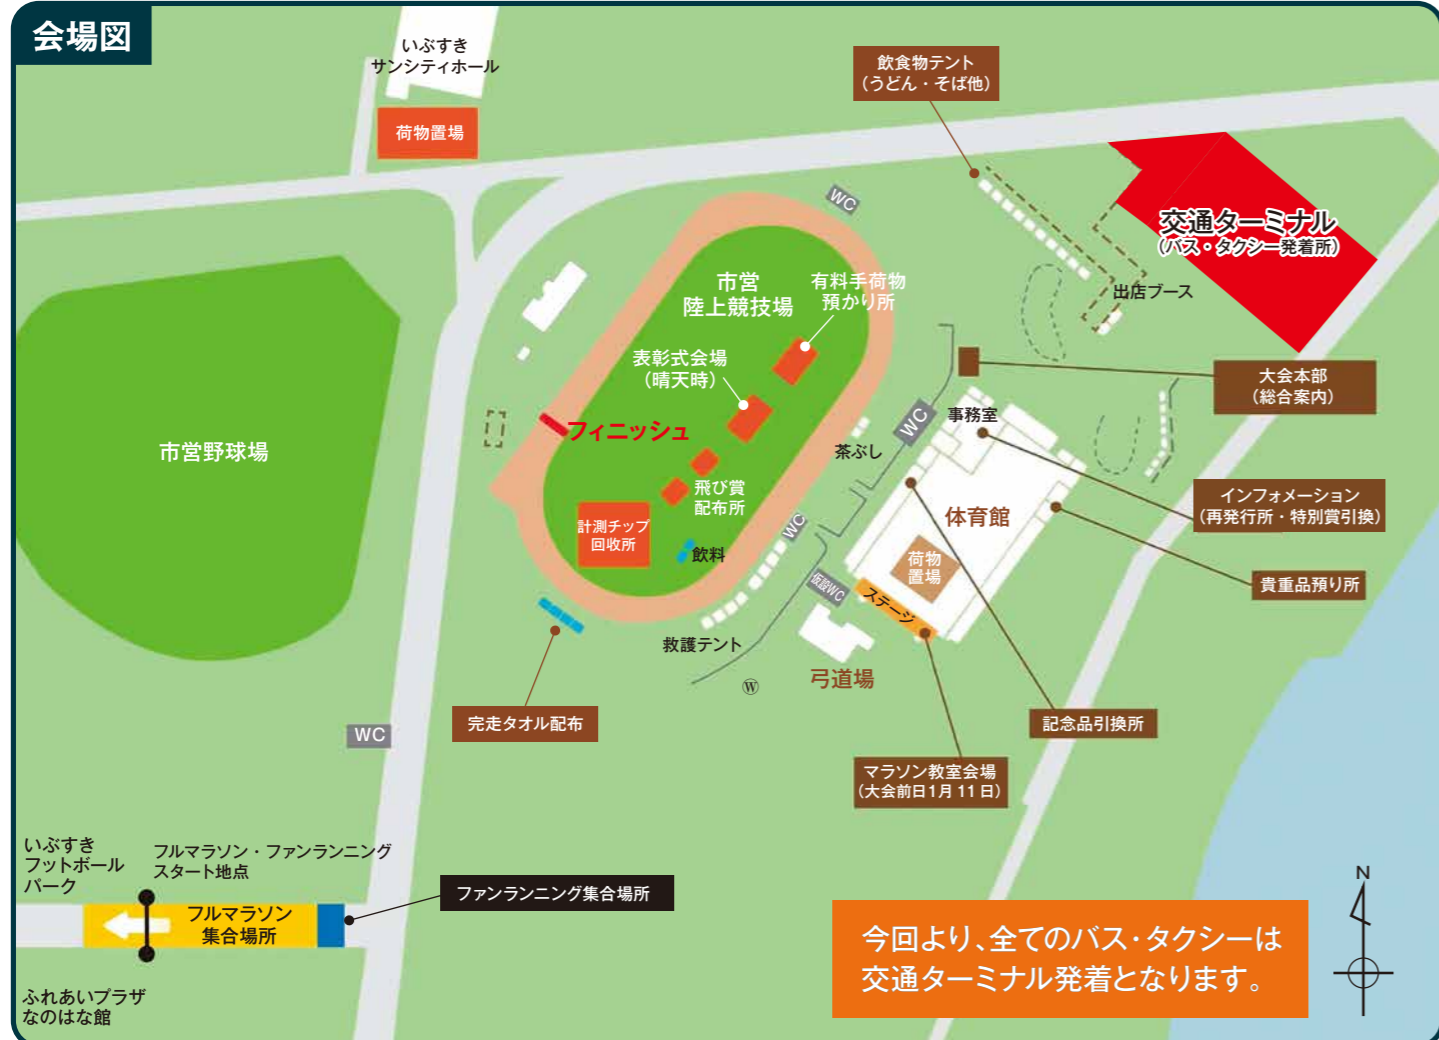 会場図
いぶすき
サンシティホール
荷物置場
飲食物テント
（うどん・そば他）
WC
交通ターミナル
（バス・タクシー発着所）
出店ブース
市営
陸上競技場
有料手荷物
預かり所
表彰式会場
（晴天時）
フィニッシュ
市営野球場
大会本部
（総合案内）
WC
事務室
茶ぶし
飛び賞
配布所
計測チップ
回収所
飲料
WC
体育館
インフォメーション
（再発行所・特別賞引換）
荷物
置場
貴重品預り所
仮設WC
ステージ
救護テント
弓道場
W
完走タオル配布
記念品引換所
WC
マラソン教室会場
（大会前日1月11日）
いぶすき
フットボール
パーク
フルマラソン・ファンランニング
スタート地点
ファンランニング集合場所
フルマラソン
集合場所
ふれあいプラザ
なのはな館
今回より、全てのバス・タクシーは
交通ターミナル発着となります。
N